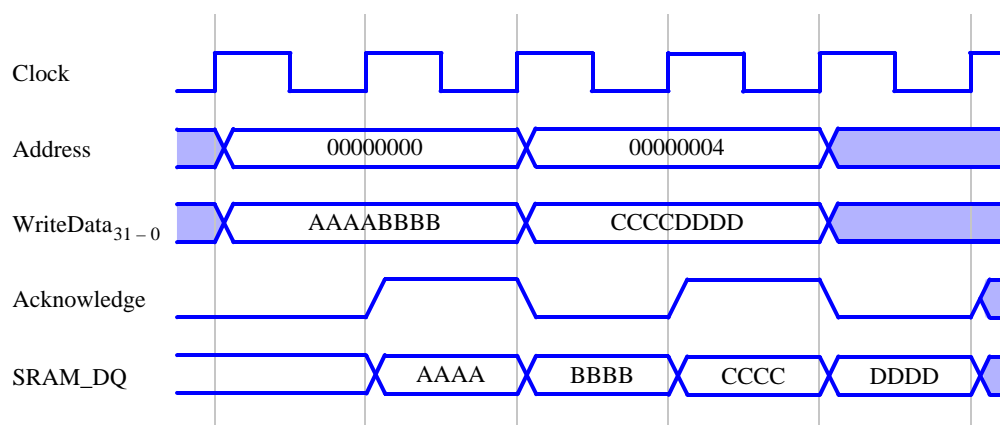 Clock
Address 00000000 00000004
WriteData31 – 0 AAAABBBB CCCCDDDD
Acknowledge
SRAM_DQ AAAA BBBB CCCC DDDD